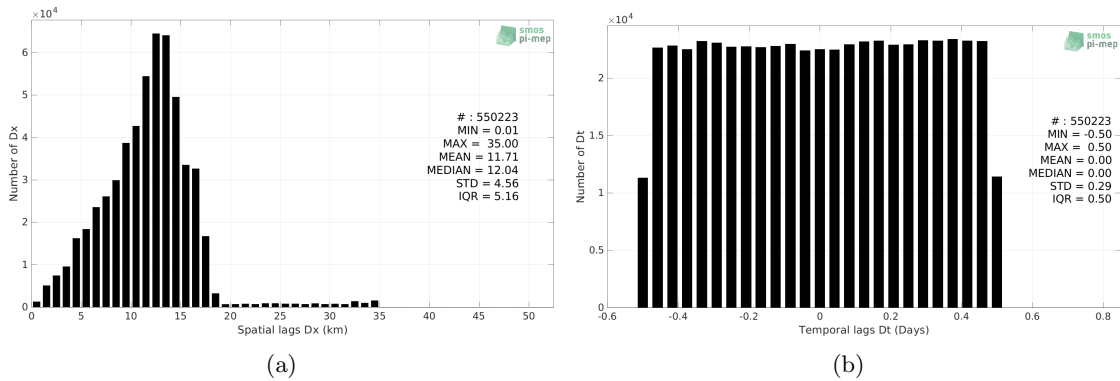 ×10⁴
6
5
4
3
2
1
0
Number of Dx
0 5 10 15 20 25 30 35 40 45 50
Spatial lags Dx (km)
smos
pi-mep
# : 550223
MIN = 0.01
MAX = 35.00
MEAN = 11.71
MEDIAN = 12.04
STD = 4.56
IQR = 5.16
(a)
×10⁴
2
1.5
1
0.5
0
Number of Dt
-0.6 -0.4 -0.2 0 0.2 0.4 0.6 0.8
Temporal lags Dt (Days)
smos
pi-mep
# : 550223
MIN = -0.50
MAX = 0.50
MEAN = 0.00
MEDIAN = 0.00
STD = 0.29
IQR = 0.50
(b)